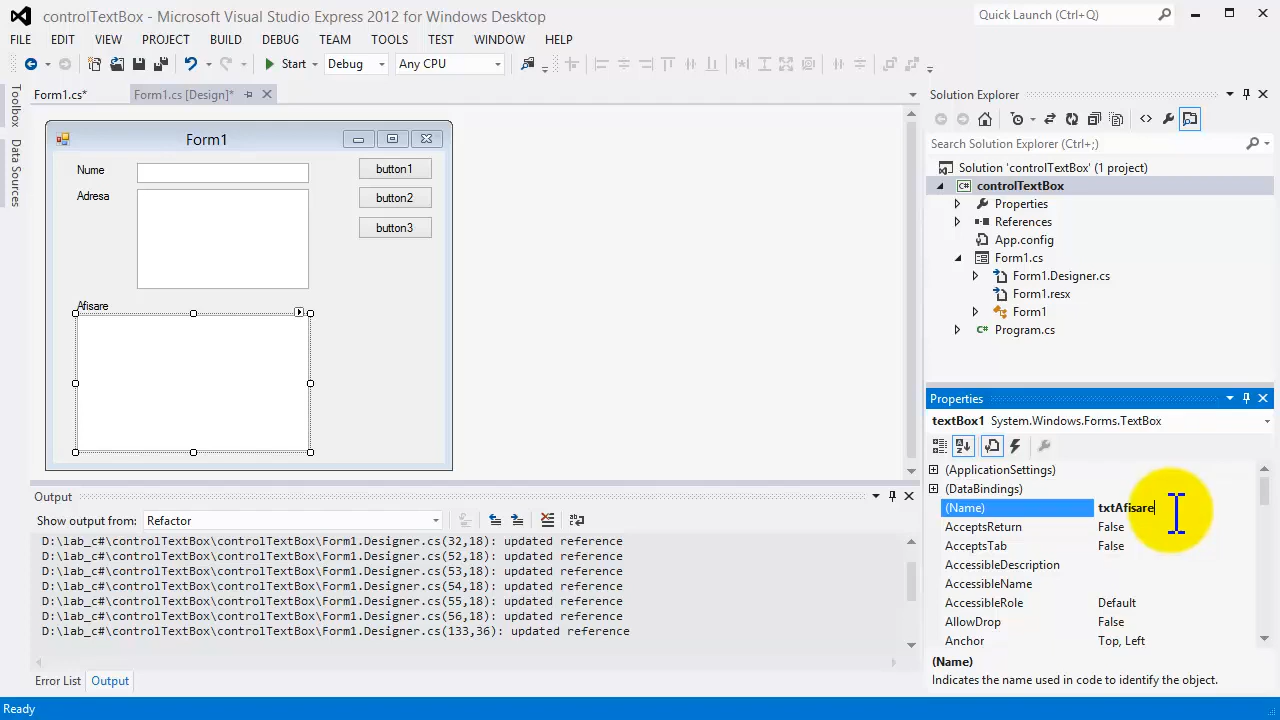 controlTextBox - Microsoft Visual Studio Express 2012 for Windows Desktop
Quick Launch (Ctrl+Q)
FILE EDIT VIEW PROJECT BUILD DEBUG TEAM TOOLS TEST WINDOW HELP
Start Debug Any CPU
Toolbox
Data Sources
Form1.cs* Form1.cs [Design]*
Form1
Nume
Adresa
Afisare
button1
button2
button3
Output
Show output from: Refactor
D:\lab_c#\controlTextBox\controlTextBox\Form1.Designer.cs(32,18): updated reference
D:\lab_c#\controlTextBox\controlTextBox\Form1.Designer.cs(52,18): updated reference
D:\lab_c#\controlTextBox\controlTextBox\Form1.Designer.cs(53,18): updated reference
D:\lab_c#\controlTextBox\controlTextBox\Form1.Designer.cs(54,18): updated reference
D:\lab_c#\controlTextBox\controlTextBox\Form1.Designer.cs(55,18): updated reference
D:\lab_c#\controlTextBox\controlTextBox\Form1.Designer.cs(56,18): updated reference
D:\lab_c#\controlTextBox\controlTextBox\Form1.Designer.cs(133,36): updated reference
Error List Output
Solution Explorer
Search Solution Explorer (Ctrl+;)
Solution 'controlTextBox' (1 project)
C# controlTextBox
Properties
References
App.config
Form1.cs
Form1.Designer.cs
Form1.resx
Form1
C# Program.cs
Properties
textBox1 System.Windows.Forms.TextBox
(ApplicationSettings)
(DataBindings)
(Name) txtAfisare
AcceptsReturn False
AcceptsTab False
AccessibleDescription
AccessibleName
AccessibleRole Default
AllowDrop False
Anchor Top, Left
(Name)
Indicates the name used in code to identify the object.
Ready